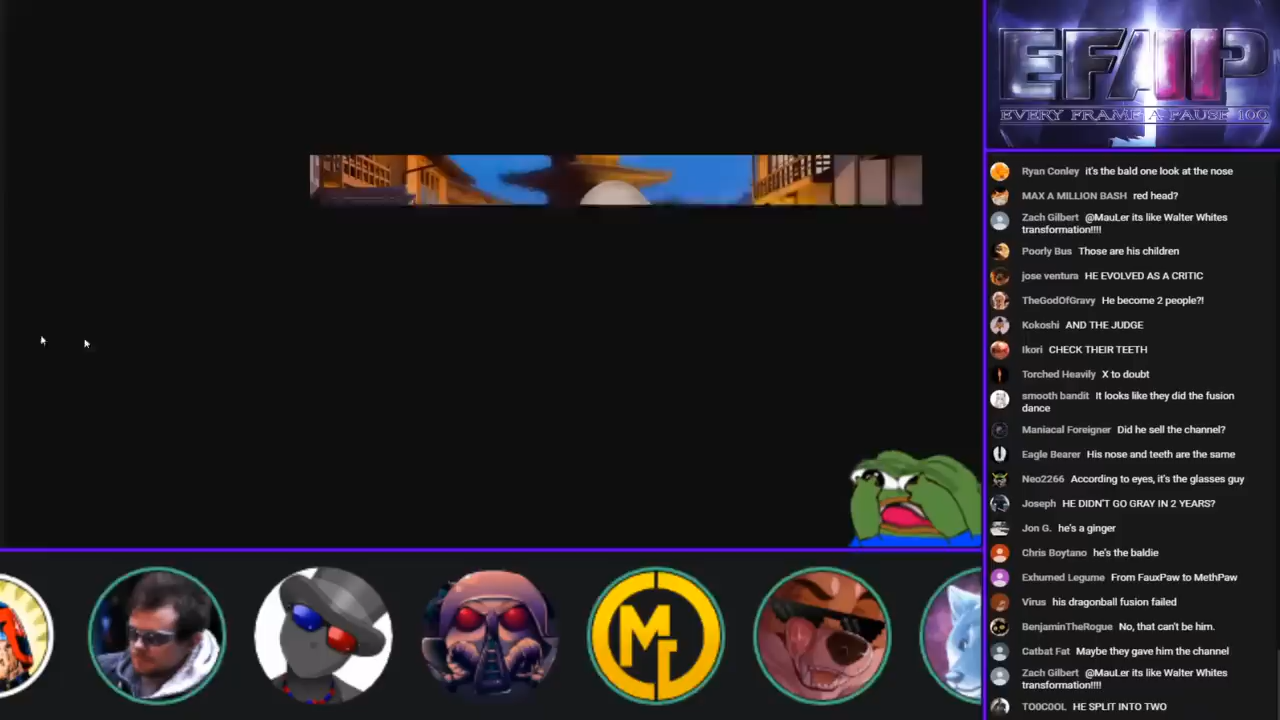 EFAP
EVERY FRAME A PAUSE 100
Ryan Conley it's the bald one look at the nose
MAX A MILLION BASH red head?
Zach Gilbert @MauLer its like Walter Whites
transformation!!!!
Poorly Bus Those are his children
jose ventura HE EVOLVED AS A CRITIC
TheGodOfGravy He become 2 people?!
Kokoshi AND THE JUDGE
Ikori CHECK THEIR TEETH
Torched Heavily X to doubt
smooth bandit It looks like they did the fusion
dance
Maniacal Foreigner Did he sell the channel?
Eagle Bearer His nose and teeth are the same
Neo2266 According to eyes, it's the glasses guy
Joseph HE DIDN'T GO GRAY IN 2 YEARS?
Jon G. he's a ginger
Chris Boytano he's the baldie
Exhumed Legume From FauxPaw to MethPaw
Virus his dragonball fusion failed
BenjaminTheRogue No, that can't be him.
Catbat Fat Maybe they gave him the channel
Zach Gilbert @MauLer its like Walter Whites
transformation!!!!
TO0C0OL HE SPLIT INTO TWO